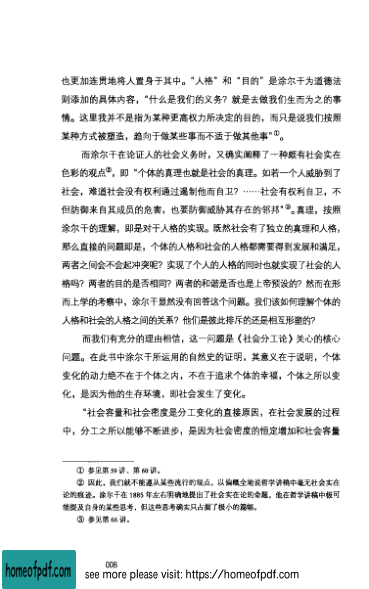 也更加连贯地将人置身于其中。“人格”和“目的”是涂尔干为道德法
则添加的具体内容，“什么是我们的义务？就是去做我们生而为之的事
情。这里我并不是指为某种更高权力所决定的目的，而只是说我们按照
某种方式被塑造，趋向于做某些事而不适于做其他事”①。
而涂尔干在论证人的社会义务时，又确实阐释了一种颇有社会实在
色彩的观点②，即“个体的真理也就是社会的真理。如若一个人威胁到了
社会，难道社会没有权利通过遏制他而自卫？……社会有权利自卫，不
但防御来自其成员的危害，也要防御威胁其存在的邻邦”③。真理，按照
涂尔干的理解，即是对于人格的实现。既然社会有了独立的真理和人格，
那么直接的问题即是，个体的人格和社会的人格都需要得到发展和满足，
两者之间会不会起冲突呢？实现了个人的人格的同时也就实现了社会的人
格吗？两者的目的是否相同？两者的和谐是否也是上帝预设的？然而在形
而上学的考察中，涂尔干显然没有回答这个问题。我们该如何理解个体的
人格和社会的人格之间的关系？他们是彼此排斥的还是相互形塑的？
而我们有充分的理由相信，这一问题是《社会分工论》关心的核心
问题。在此书中涂尔干所运用的自然史的证明，其意义在于说明，个体
变化的动力绝不在于个体之内，不在于追求个体的幸福，个体之所以变
化，是因为他的生存环境，即社会发生了变化。
“社会容量和社会密度是分工变化的直接原因，在社会发展的过程
中，分工之所以能够不断进步，是因为社会密度的恒定增加和社会容量
① 参见第 59 讲、第 60 讲。
② 因此，我们就不能遵从某些流行的观点，以偏概全地说哲学讲稿中毫无社会实在
论的痕迹。涂尔干在 1885 年左右明确地提出了社会实在论的命题，他在哲学讲稿中极可
能提及自身的某些思考，但这些思考确实只占据了极小的篇幅。
③ 参见第 66 讲。
008
homeofpdf.com
see more please visit: https://homeofpdf.com